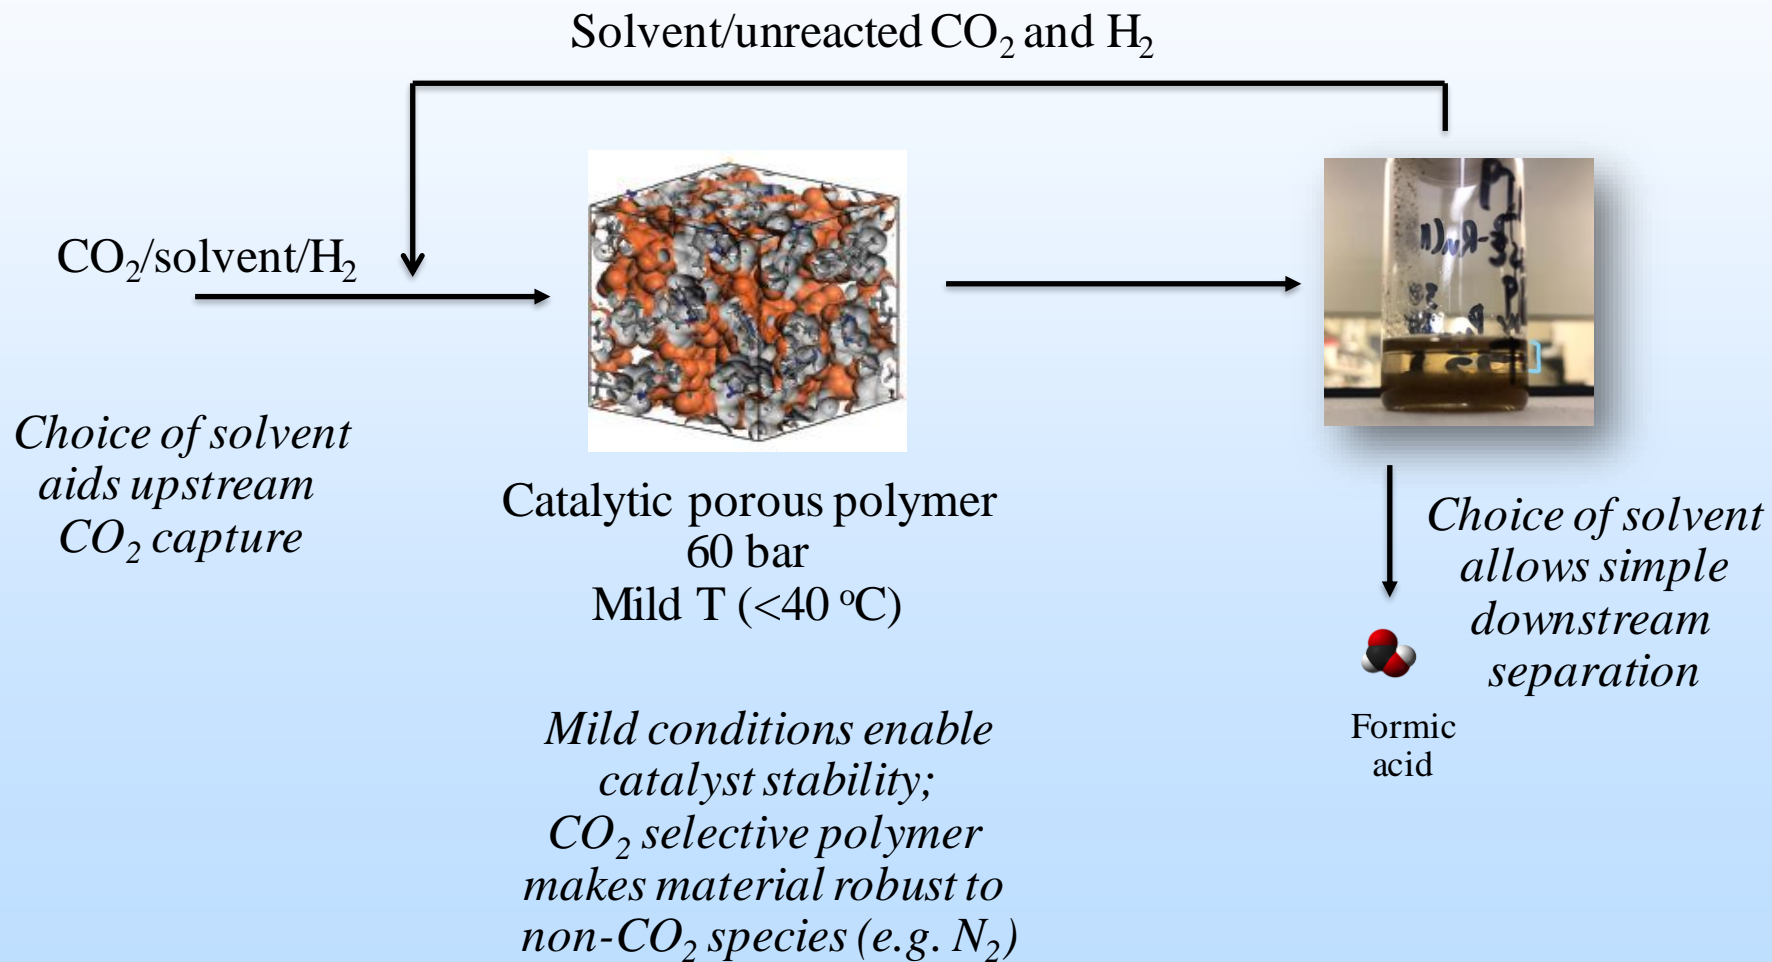 Solvent/unreacted CO₂ and H₂
CO₂/solvent/H₂
Choice of solvent
aids upstream
CO₂ capture
Catalytic porous polymer
60 bar
Mild T (<40 °C)
Mild conditions enable
catalyst stability;
CO₂ selective polymer
makes material robust to
non-CO₂ species (e.g. N₂)
Choice of solvent
allows simple
downstream
separation
Formic
acid